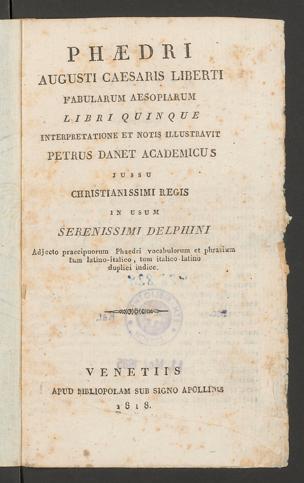 PHÆDRI
AUGUSTI CAESARIS LIBERTI
FABULARUM AESOPIARUM
LIBRI QUINQUE
INTERPRETATIONE ET NOTIS ILLUSTRAVIT
PETRUS DANET ACADEMICUS
JUSSU
CHRISTIANISSIMI REGIS
IN USUM
SERENISSIMI DELPHINI
Adjecto praecipuorum Phaedri vocabulorum et phrasium
tum latino-italico, tum italico-latino
duplici indice.
VENETIIS
APUD BIBLIOPOLAM SUB SIGNO APOLLINIS
1818.